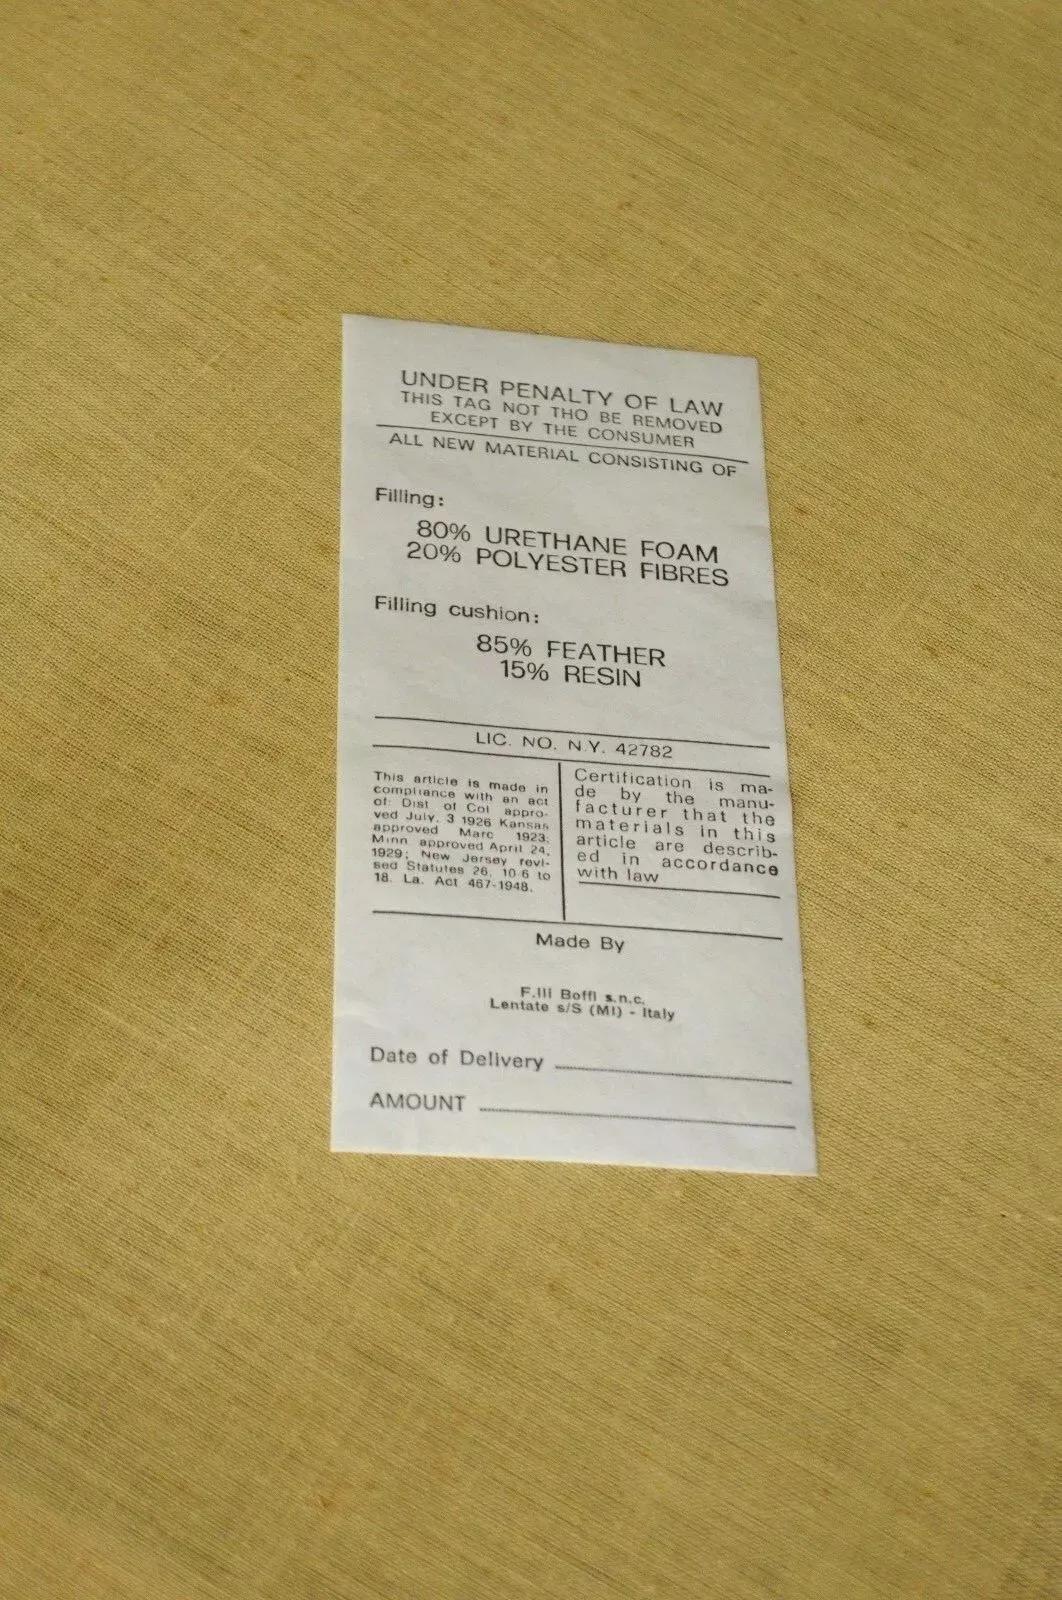 UNDER PENALTY OF LAW
THIS TAG NOT THO BE REMOVED
EXCEPT BY THE CONSUMER
ALL NEW MATERIAL CONSISTING OF
Filling:
80% URETHANE FOAM
20% POLYESTER FIBRES
Filling cushion:
85% FEATHER
15% RESIN
LIC. NO. N.Y. 42782
This article is made in
compliance with an act
of: Dist. of Col appro-
ved July, 3 1926 Kansas
approved Marc 1923;
Minn approved April 24,
1929; New Jersey revi-
sed Statutes 26, 10-6 to
18. La. Act 467-1948.
Certification is ma-
de by the manu-
facturer that the
materials in this
article are describ-
ed in accordance
with law
Made By
F.lli Boffi s.n.c.
Lentate s/S (MI) - Italy
Date of Delivery
AMOUNT